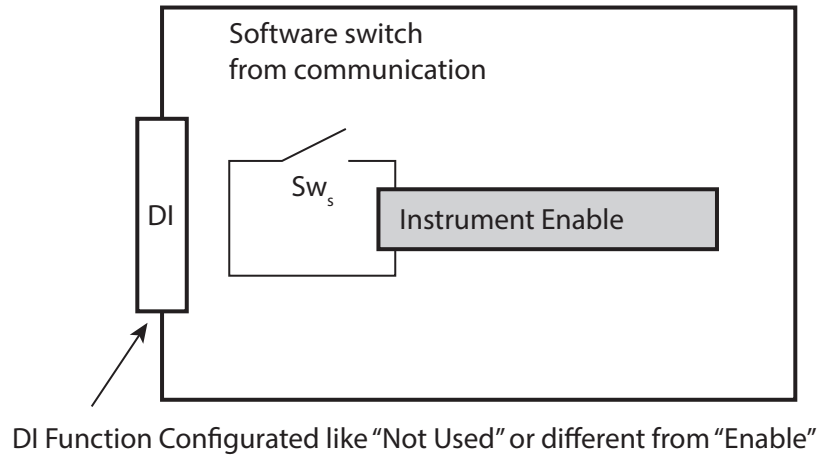 Software switch
from communication
Sws
DI
Instrument Enable
DI Function Configurated like “Not Used” or different from “Enable”